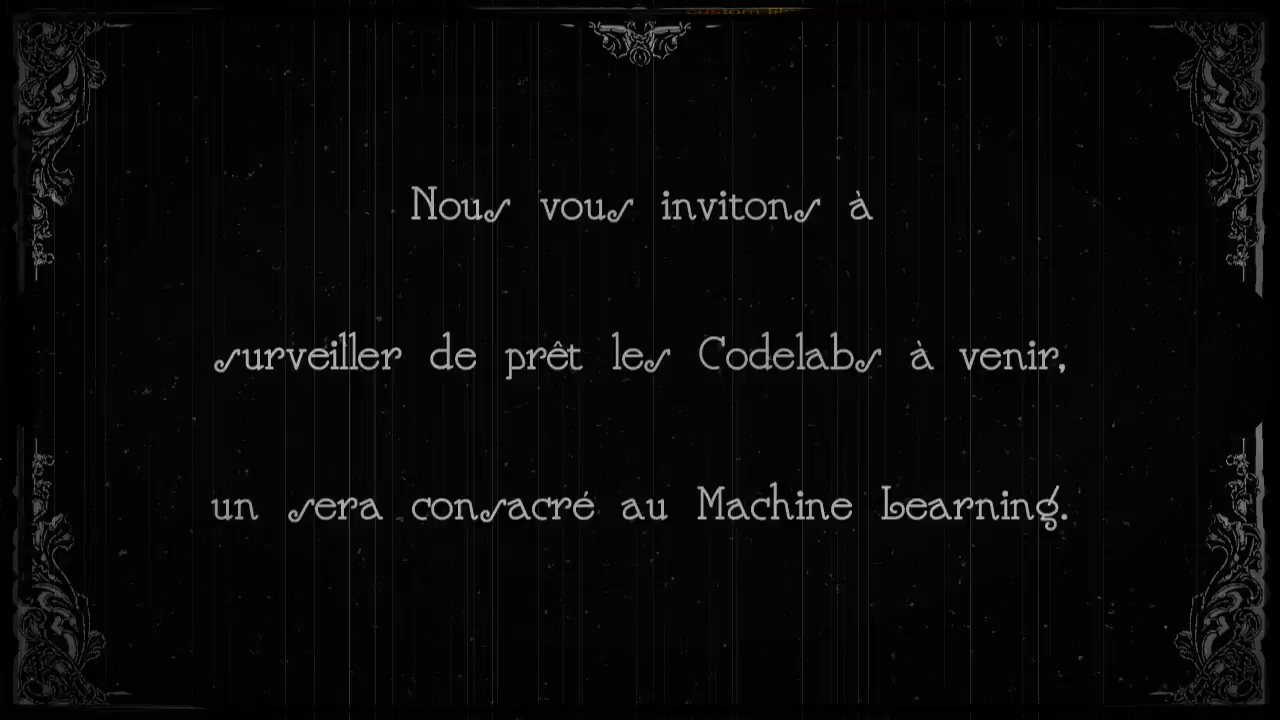 Nous vous invitons à
surveiller de prêt les Codelabs à venir,
un sera consacré au Machine Learning.